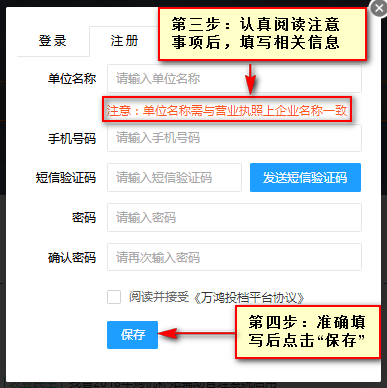 第三步：认真阅读注意
事项后，填写相关信息
登 录
注 册
单位名称
请输入单位名称
注意：单位名称需与营业执照上企业名称一致
手机号码
请输入手机号码
短信验证码
请输入短信验证码
发送短信验证码
密码
请输入密码
确认密码
请再次输入密码
阅读并接受《万鸿投档平台协议》
保存
第四步：准确填
写后点击“保存”